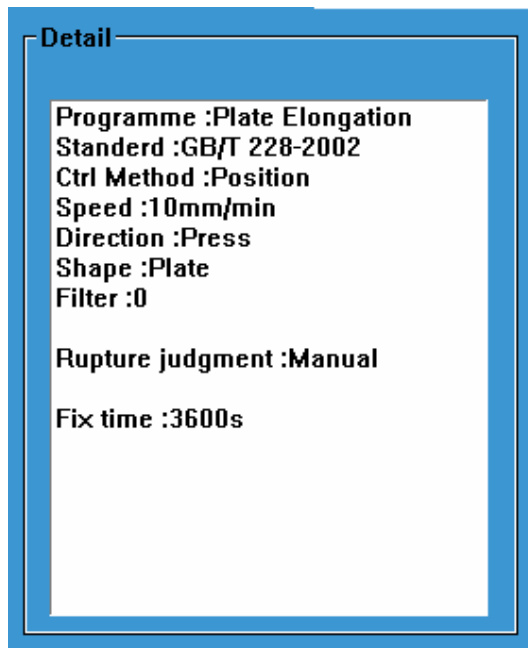 Detail
Programme :Plate Elongation
Standerd :GB/T 228-2002
Ctrl Method :Position
Speed :10mm/min
Direction :Press
Shape :Plate
Filter :0
Rupture judgment :Manual
Fix time :3600s